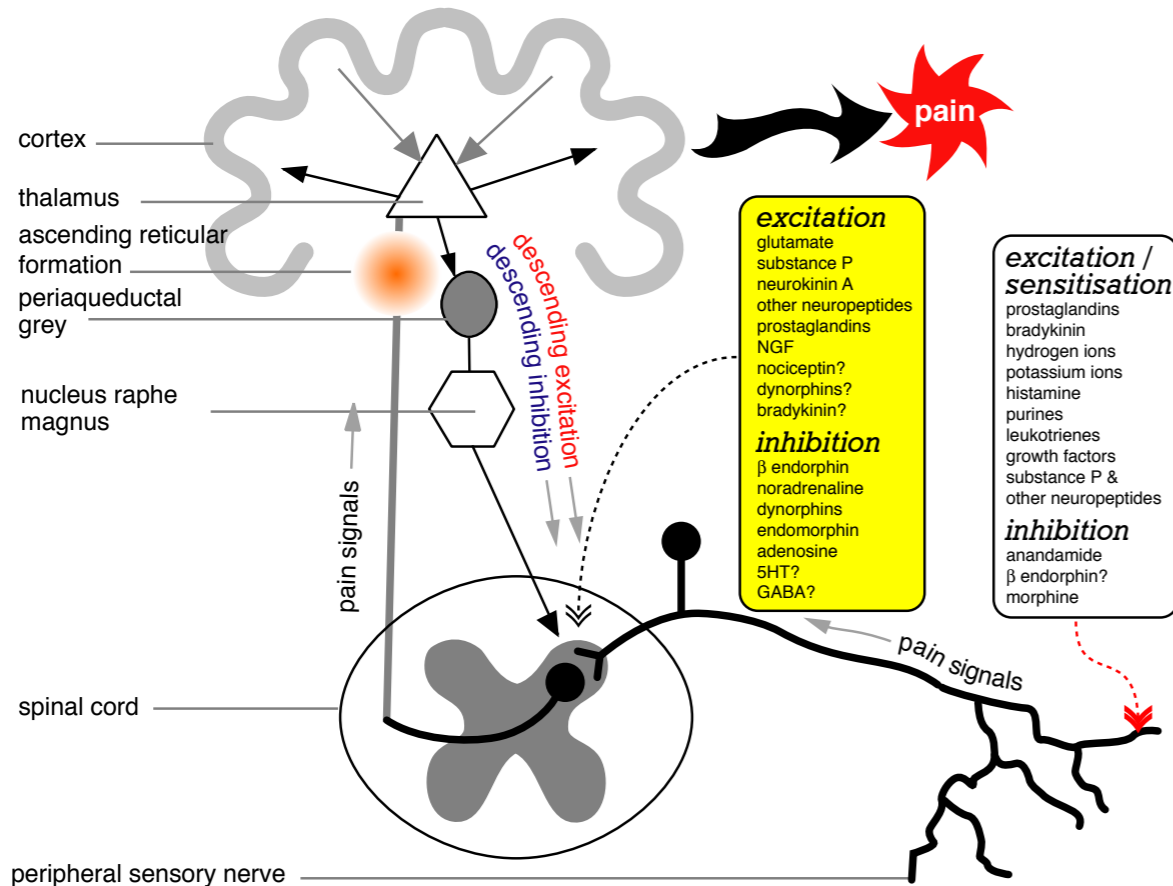 pain
cortex
thalamus
ascending reticular
formation
periaqueductal
grey
nucleus raphe
magnus
pain signals
descending excitation
descending inhibition
excitation
glutamate
substance P
neurokinin A
other neuropeptides
prostaglandins
NGF
nociceptin?
dynorphins?
bradykinin?
inhibition
β endorphin
noradrenaline
dynorphins
endomorphin
adenosine
5HT?
GABA?
excitation /
sensitisation
prostaglandins
bradykinin
hydrogen ions
potassium ions
histamine
purines
leukotrienes
growth factors
substance P &
other neuropeptides
inhibition
anandamide
β endorphin?
morphine
pain signals
spinal cord
peripheral sensory nerve